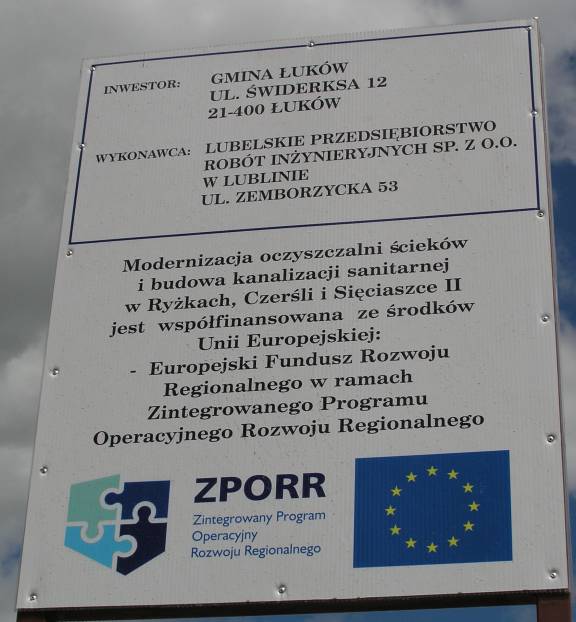 INWESTOR: GMINA ŁUKÓW
UL. ŚWIDERKSA 12
21-400 ŁUKÓW
WYKONAWCA: LUBELSKIE PRZEDSIĘBIORSTWO
ROBÓT INŻYNIERYJNYCH SP. Z O.O.
W LUBLINIE
UL. ZEMBORZYCKA 53
Modernizacja oczyszczalni ścieków
i budowa kanalizacji sanitarnej
w Ryżkach, Czerśli i Sięciaszce II
jest współfinansowana ze środków
Unii Europejskiej:
- Europejski Fundusz Rozwoju
Regionalnego w ramach
Zintegrowanego Programu
Operacyjnego Rozwoju Regionalnego
ZPORR
Zintegrowany Program
Operacyjny
Rozwoju Regionalnego